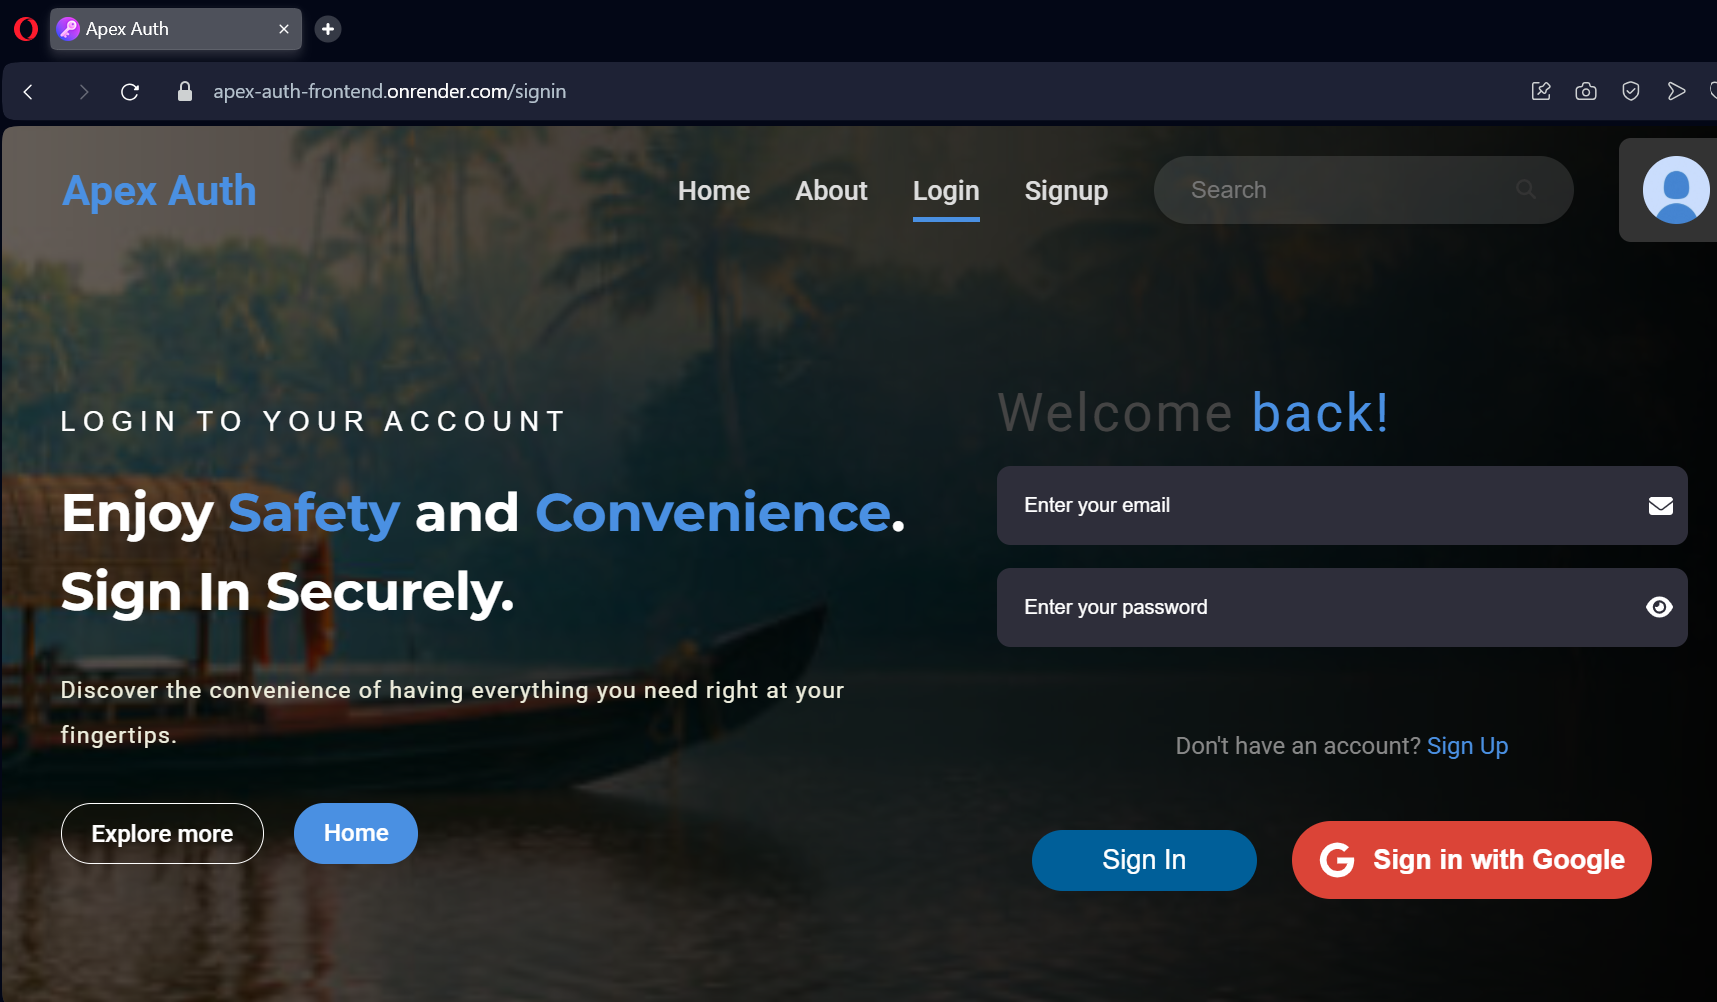 Apex Auth
apex-auth-frontend.onrender.com/signin
Apex Auth
Home
About
Login
Signup
Search
LOGIN TO YOUR ACCOUNT
Enjoy Safety and Convenience.
Sign In Securely.
Discover the convenience of having everything you need right at your
fingertips.
Explore more
Home
Welcome back!
Enter your email
Enter your password
Don't have an account? Sign Up
Sign In
Sign in with Google